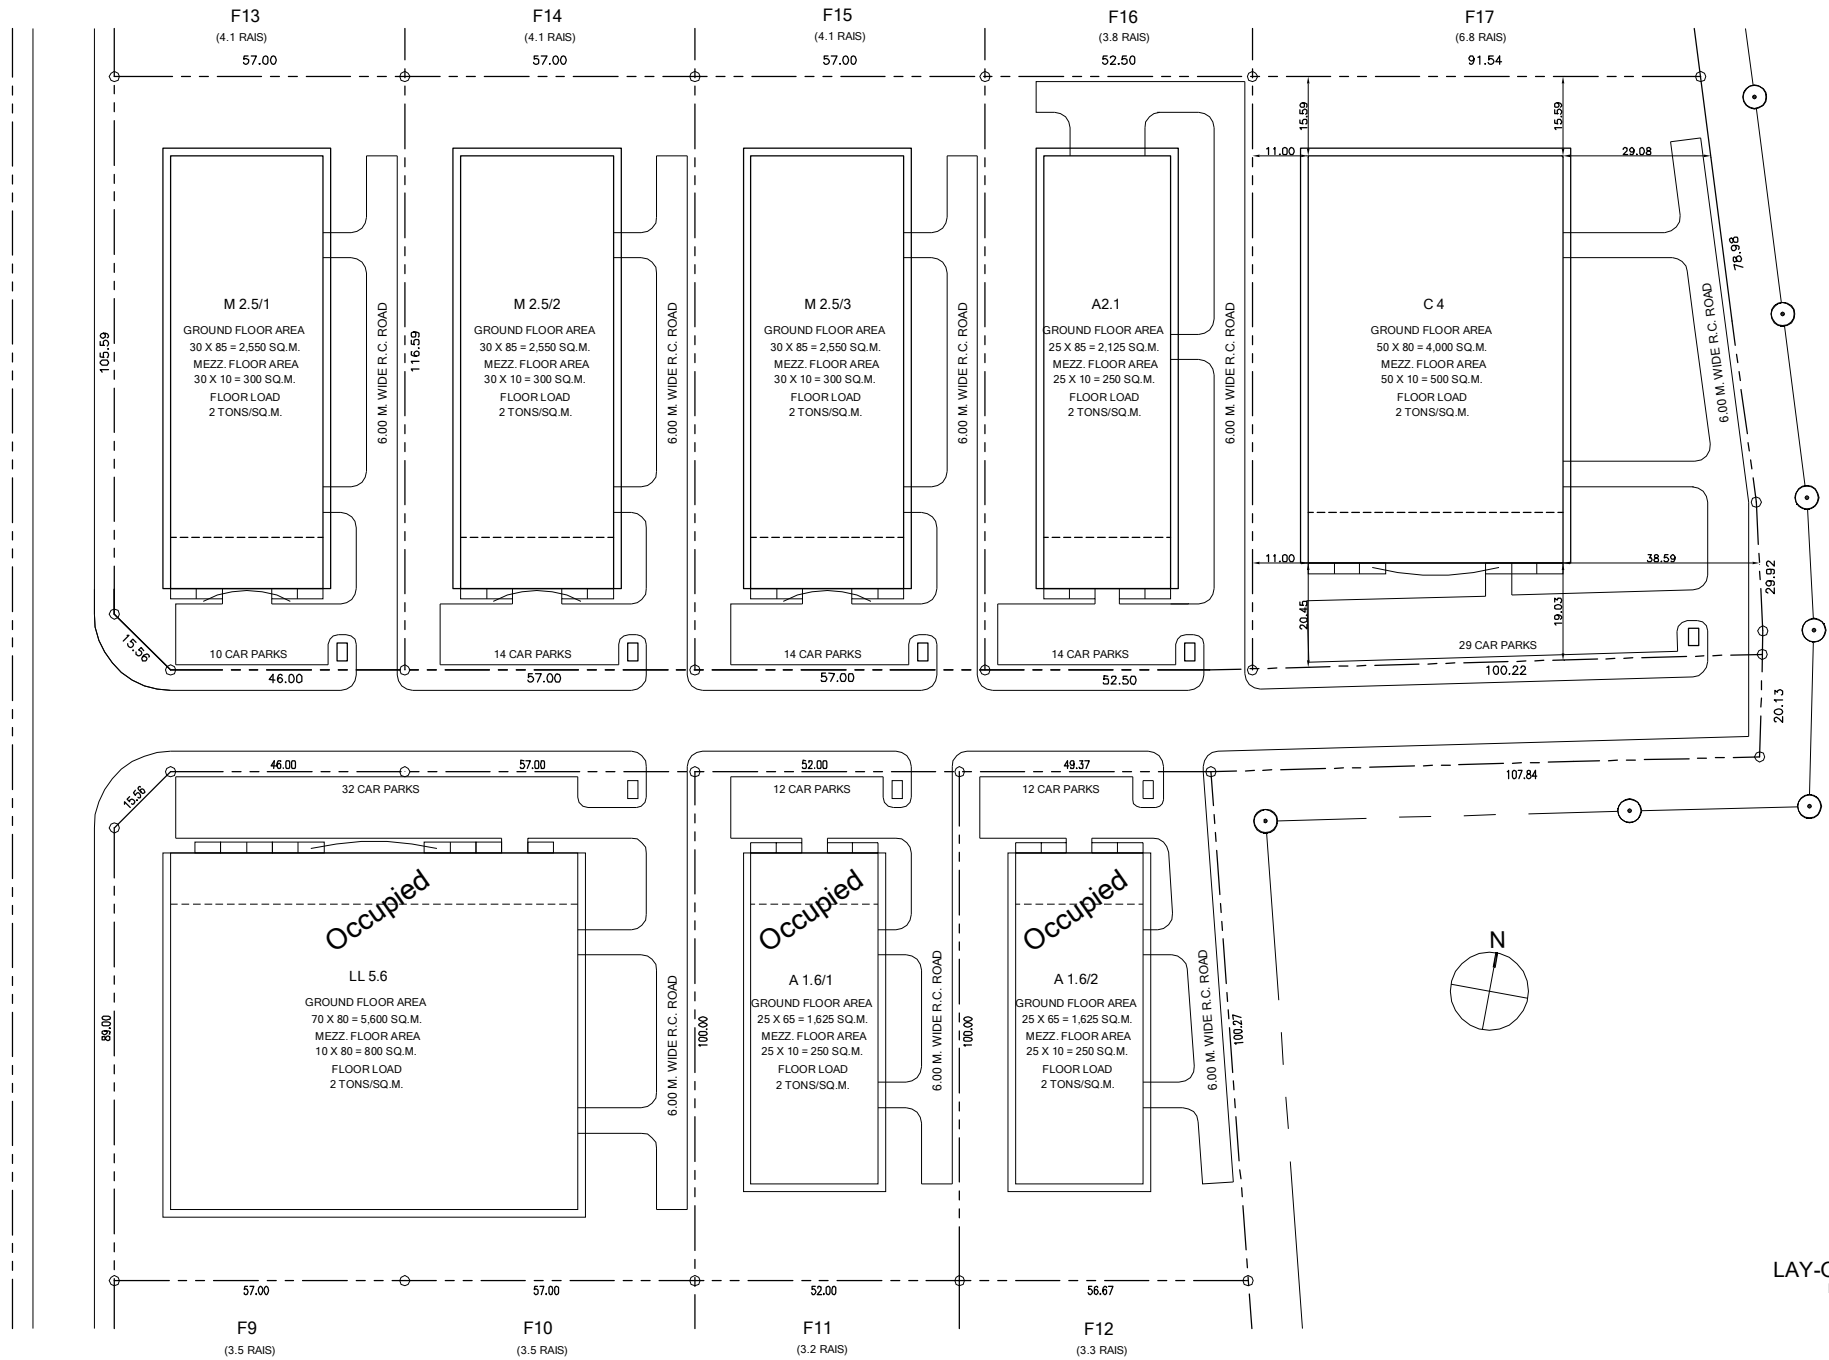 F13
(4.1 RAIS)
57.00
F14
(4.1 RAIS)
57.00
F15
(4.1 RAIS)
57.00
F16
(3.8 RAIS)
52.50
F17
(6.8 RAIS)
91.54
15.59
15.59
11.00
29.08
78.98
105.59
116.59
M 2.5/1
GROUND FLOOR AREA
30 X 85 = 2,550 SQ.M.
MEZZ. FLOOR AREA
30 X 10 = 300 SQ.M.
FLOOR LOAD
2 TONS/SQ.M.
6.00 M. WIDE R.C. ROAD
M 2.5/2
GROUND FLOOR AREA
30 X 85 = 2,550 SQ.M.
MEZZ. FLOOR AREA
30 X 10 = 300 SQ.M.
FLOOR LOAD
2 TONS/SQ.M.
6.00 M. WIDE R.C. ROAD
M 2.5/3
GROUND FLOOR AREA
30 X 85 = 2,550 SQ.M.
MEZZ. FLOOR AREA
30 X 10 = 300 SQ.M.
FLOOR LOAD
2 TONS/SQ.M.
6.00 M. WIDE R.C. ROAD
A2.1
GROUND FLOOR AREA
25 X 85 = 2,125 SQ.M.
MEZZ. FLOOR AREA
25 X 10 = 250 SQ.M.
FLOOR LOAD
2 TONS/SQ.M.
6.00 M. WIDE R.C. ROAD
C 4
GROUND FLOOR AREA
50 X 80 = 4,000 SQ.M.
MEZZ. FLOOR AREA
50 X 10 = 500 SQ.M.
FLOOR LOAD
2 TONS/SQ.M.
6.00 M. WIDE R.C. ROAD
11.00
38.59
29.92
20.45
19.03
15.56
10 CAR PARKS
46.00
14 CAR PARKS
57.00
14 CAR PARKS
57.00
14 CAR PARKS
52.50
29 CAR PARKS
100.22
20.13
46.00
57.00
52.00
49.37
107.84
15.56
32 CAR PARKS
12 CAR PARKS
12 CAR PARKS
Occupied
Occupied
Occupied
N
89.00
LL 5.6
GROUND FLOOR AREA
70 X 80 = 5,600 SQ.M.
MEZZ. FLOOR AREA
10 X 80 = 800 SQ.M.
FLOOR LOAD
2 TONS/SQ.M.
6.00 M. WIDE R.C. ROAD
100.00
A 1.6/1
GROUND FLOOR AREA
25 X 65 = 1,625 SQ.M.
MEZZ. FLOOR AREA
25 X 10 = 250 SQ.M.
FLOOR LOAD
2 TONS/SQ.M.
6.00 M. WIDE R.C. ROAD
100.00
A 1.6/2
GROUND FLOOR AREA
25 X 65 = 1,625 SQ.M.
MEZZ. FLOOR AREA
25 X 10 = 250 SQ.M.
FLOOR LOAD
2 TONS/SQ.M.
6.00 M. WIDE R.C. ROAD
100.27
57.00
57.00
52.00
56.67
F9
(3.5 RAIS)
F10
(3.5 RAIS)
F11
(3.2 RAIS)
F12
(3.3 RAIS)